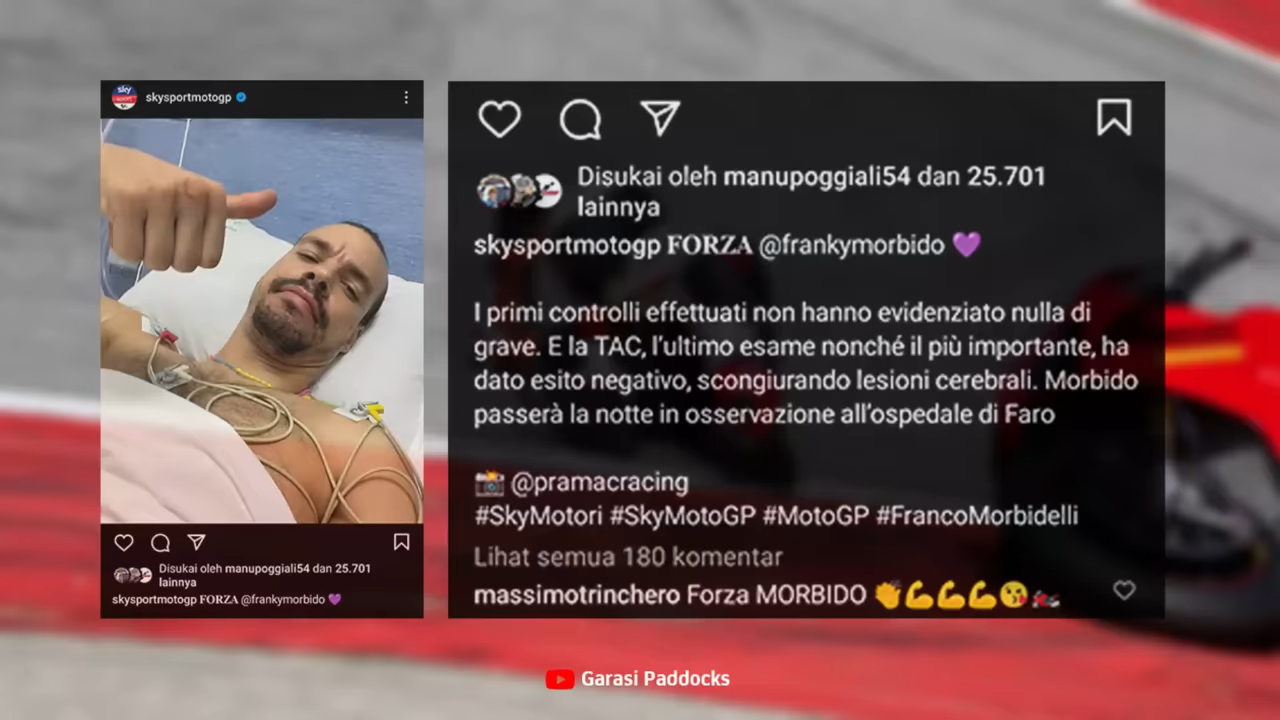 sky
sport
skysportmotogp
Disukai oleh manupoggiali54 dan 25.701
lainnya
skysportmotogp FORZA @frankymorbido 💜
Disukai oleh manupoggiali54 dan 25.701
lainnya
skysportmotogp FORZA @frankymorbido 💜
I primi controlli effettuati non hanno evidenziato nulla di
grave. E la TAC, l'ultimo esame nonché il più importante, ha
dato esito negativo, scongiurando lesioni cerebrali. Morbido
passerà la notte in osservazione all'ospedale di Faro
📸 @pramacracing
#SkyMotori #SkyMotoGP #MotoGP #FrancoMorbidelli
Lihat semua 180 komentar
massimotrinchero Forza MORBIDO 👏💪💪💪😘🏍️
Garasi Paddocks